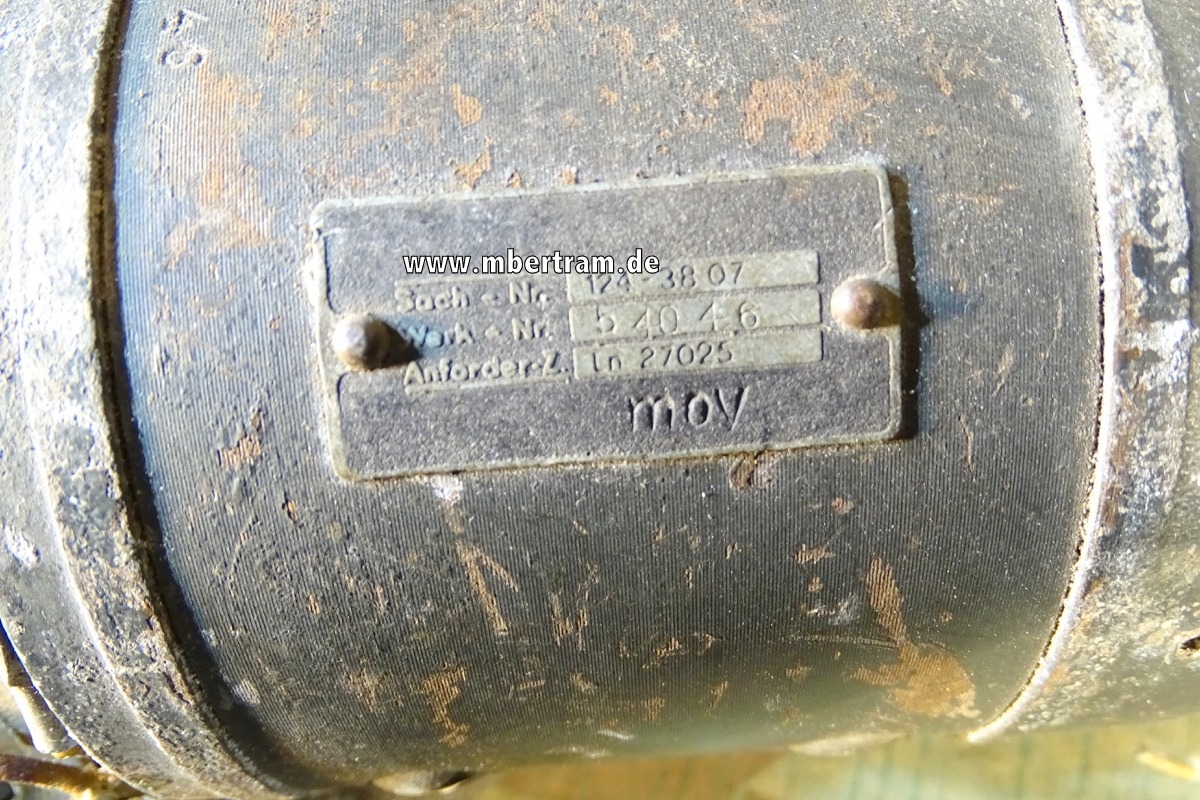 www.mbertram.de
Sach - Nr. 124-38 07
Werk - Nr. 5 40 4 6
Anforder.-Z. Ln 27025
moy